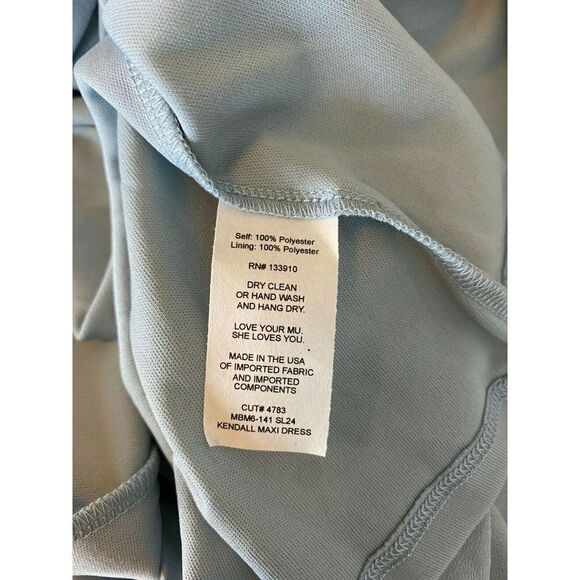 Self: 100% Polyester
Lining: 100% Polyester
RN# 133910
DRY CLEAN
OR HAND WASH
AND HANG DRY.
LOVE YOUR MU.
SHE LOVES YOU.
MADE IN THE USA
OF IMPORTED FABRIC
AND IMPORTED
COMPONENTS
CUT# 4783
MBM6-141 SL24
KENDALL MAXI DRESS